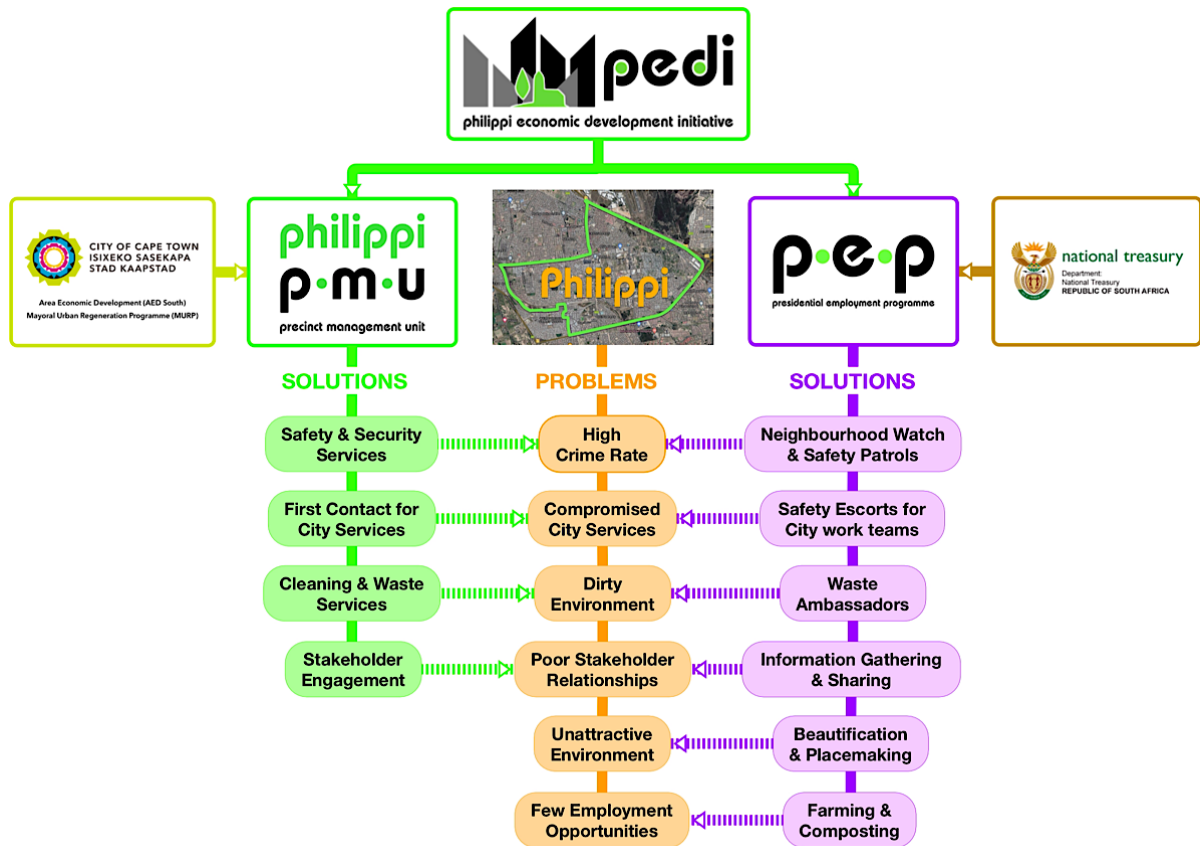 pedi
philippi economic development initiative
CITY OF CAPE TOWN
ISIXEKO SASEKAPA
STAD KAAPSTAD
Area Economic Development (AED South)
Mayoral Urban Regeneration Programme (MURP)
philippi
p·m·u
precinct management unit
Philippi
p·e·p
presidential employment programme
national treasury
Department:
National Treasury
REPUBLIC OF SOUTH AFRICA
SOLUTIONS
PROBLEMS
SOLUTIONS
Safety & Security
Services
High
Crime Rate
Neighbourhood Watch
& Safety Patrols
First Contact for
City Services
Compromised
City Services
Safety Escorts for
City work teams
Cleaning & Waste
Services
Dirty
Environment
Waste
Ambassadors
Stakeholder
Engagement
Poor Stakeholder
Relationships
Information Gathering
& Sharing
Unattractive
Environment
Beautification
& Placemaking
Few Employment
Opportunities
Farming &
Composting